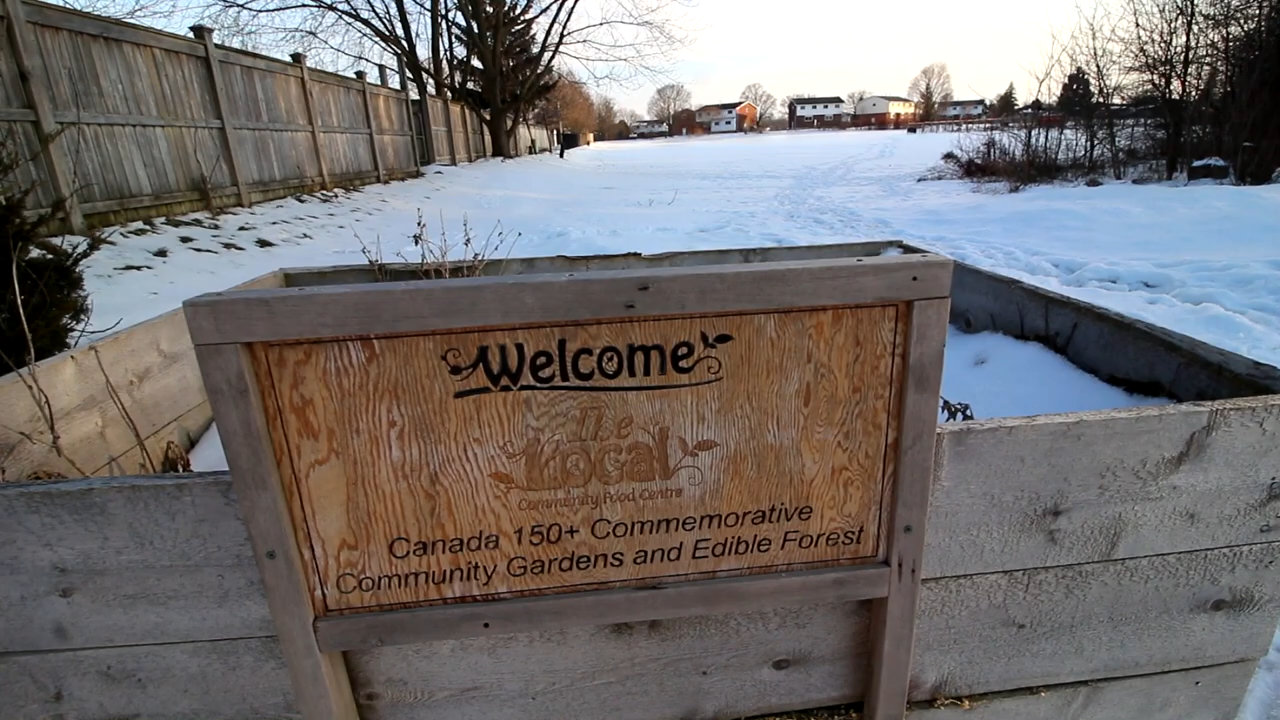 Welcome
The
Local
Community Food Centre
Canada 150+ Commemorative
Community Gardens and Edible Forest